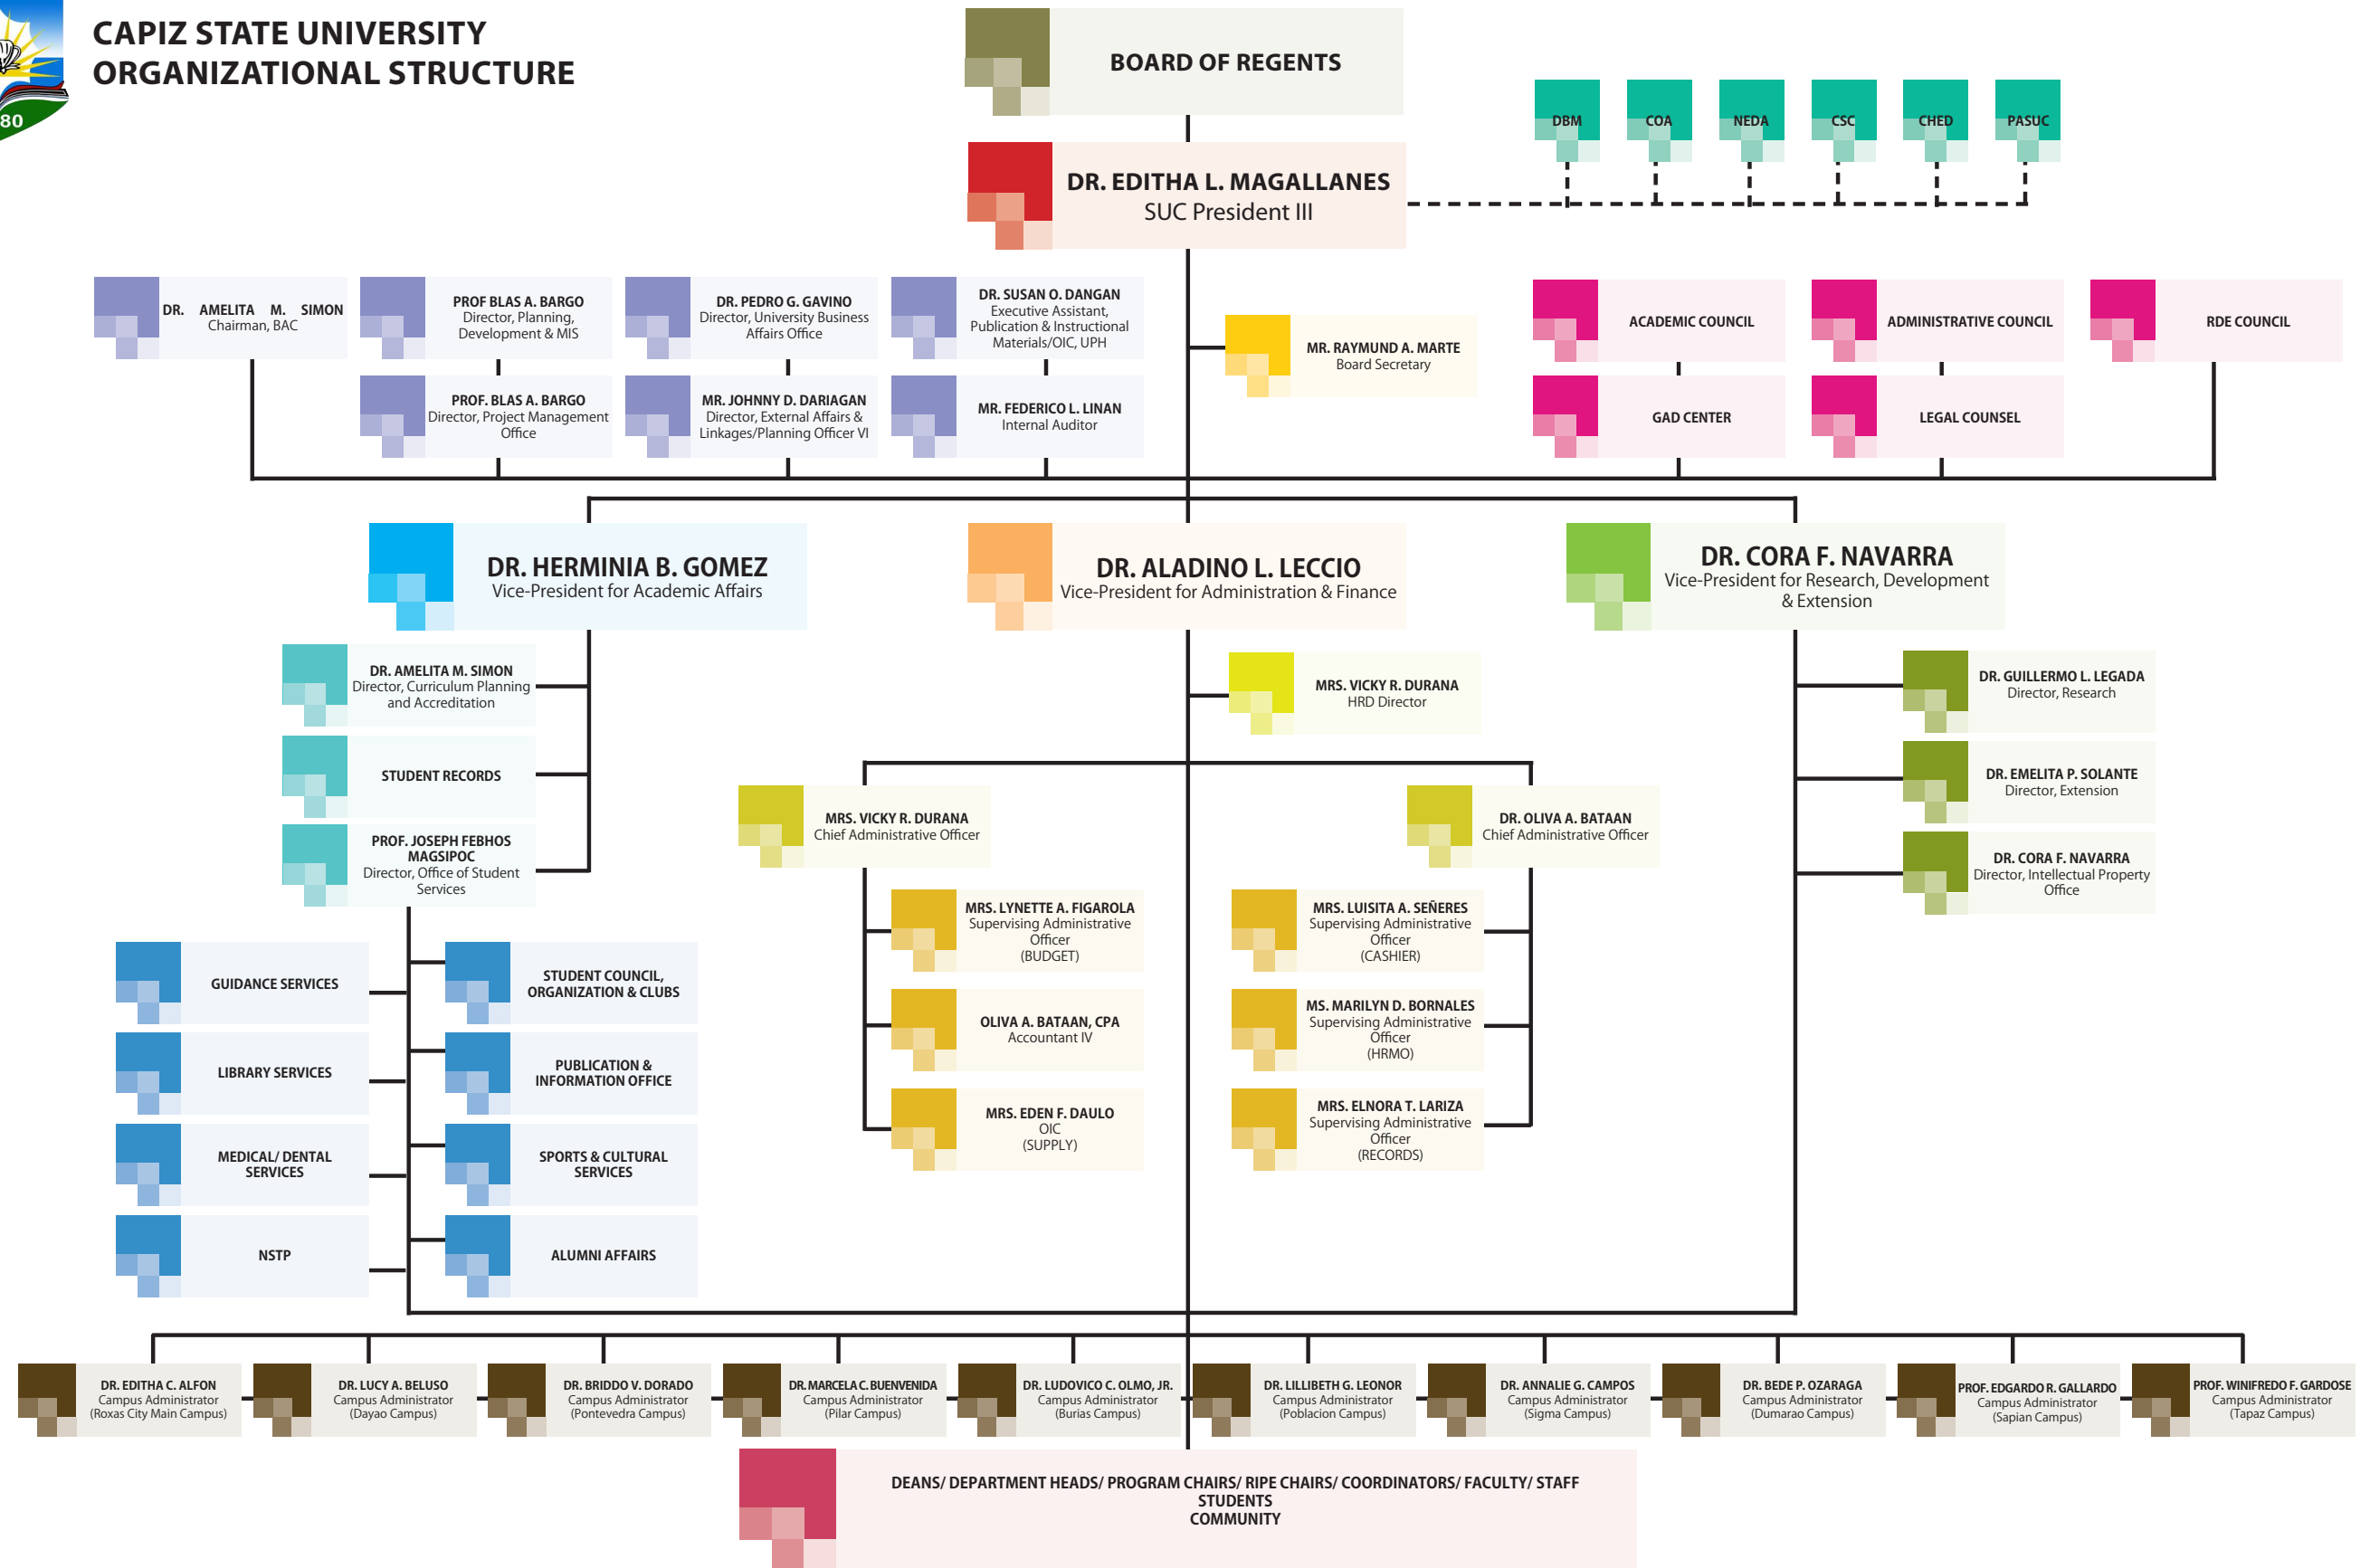 CAPIZ STATE UNIVERSITY
ORGANIZATIONAL STRUCTURE
80
BOARD OF REGENTS
DBM
COA
NEDA
CSC
CHED
PASUC
DR. EDITHA L. MAGALLANES
SUC President III
DR. AMELITA M. SIMON
Chairman, BAC
PROF BLAS A. BARGO
Director, Planning,
Development & MIS
DR. PEDRO G. GAVINO
Director, University Business
Affairs Office
DR. SUSAN O. DANGAN
Executive Assistant,
Publication & Instructional
Materials/OIC, UPH
MR. RAYMUND A. MARTE
Board Secretary
ACADEMIC COUNCIL
ADMINISTRATIVE COUNCIL
RDE COUNCIL
PROF. BLAS A. BARGO
Director, Project Management
Office
MR. JOHNNY D. DARIAGAN
Director, External Affairs &
Linkages/Planning Officer VI
MR. FEDERICO L. LINAN
Internal Auditor
GAD CENTER
LEGAL COUNSEL
DR. HERMINIA B. GOMEZ
Vice-President for Academic Affairs
DR. ALADINO L. LECCIO
Vice-President for Administration & Finance
DR. CORA F. NAVARRA
Vice-President for Research, Development
& Extension
DR. AMELITA M. SIMON
Director, Curriculum Planning
and Accreditation
STUDENT RECORDS
PROF. JOSEPH FEBHOS
MAGSIPOC
Director, Office of Student
Services
MRS. VICKY R. DURANA
HRD Director
DR. GUILLERMO L. LEGADA
Director, Research
DR. EMELITA P. SOLANTE
Director, Extension
DR. CORA F. NAVARRA
Director, Intellectual Property
Office
MRS. VICKY R. DURANA
Chief Administrative Officer
DR. OLIVA A. BATAAN
Chief Administrative Officer
MRS. LYNETTE A. FIGAROLA
Supervising Administrative
Officer
(BUDGET)
OLIVA A. BATAAN, CPA
Accountant IV
MRS. EDEN F. DAULO
OIC
(SUPPLY)
MRS. LUISITA A. SEÑERES
Supervising Administrative
Officer
(CASHIER)
MS. MARILYN D. BORNALES
Supervising Administrative
Officer
(HRMO)
MRS. ELNORA T. LARIZA
Supervising Administrative
Officer
(RECORDS)
GUIDANCE SERVICES
STUDENT COUNCIL,
ORGANIZATION & CLUBS
LIBRARY SERVICES
PUBLICATION &
INFORMATION OFFICE
MEDICAL/ DENTAL
SERVICES
SPORTS & CULTURAL
SERVICES
NSTP
ALUMNI AFFAIRS
DR. EDITHA C. ALFON
Campus Administrator
(Roxas City Main Campus)
DR. LUCY A. BELUSO
Campus Administrator
(Dayao Campus)
DR. BRIDDO V. DORADO
Campus Administrator
(Pontevedra Campus)
DR. MARCELA C. BUENVENIDA
Campus Administrator
(Pilar Campus)
DR. LUDOVICO C. OLMO, JR.
Campus Administrator
(Burias Campus)
DR. LILLIBETH G. LEONOR
Campus Administrator
(Poblacion Campus)
DR. ANNALIE G. CAMPOS
Campus Administrator
(Sigma Campus)
DR. BEDE P. OZARAGA
Campus Administrator
(Dumarao Campus)
PROF. EDGARDO R. GALLARDO
Campus Administrator
(Sapian Campus)
PROF. WINIFREDO F. GARDOSE
Campus Administrator
(Tapaz Campus)
DEANS/ DEPARTMENT HEADS/ PROGRAM CHAIRS/ RIPE CHAIRS/ COORDINATORS/ FACULTY/ STAFF
STUDENTS
COMMUNITY